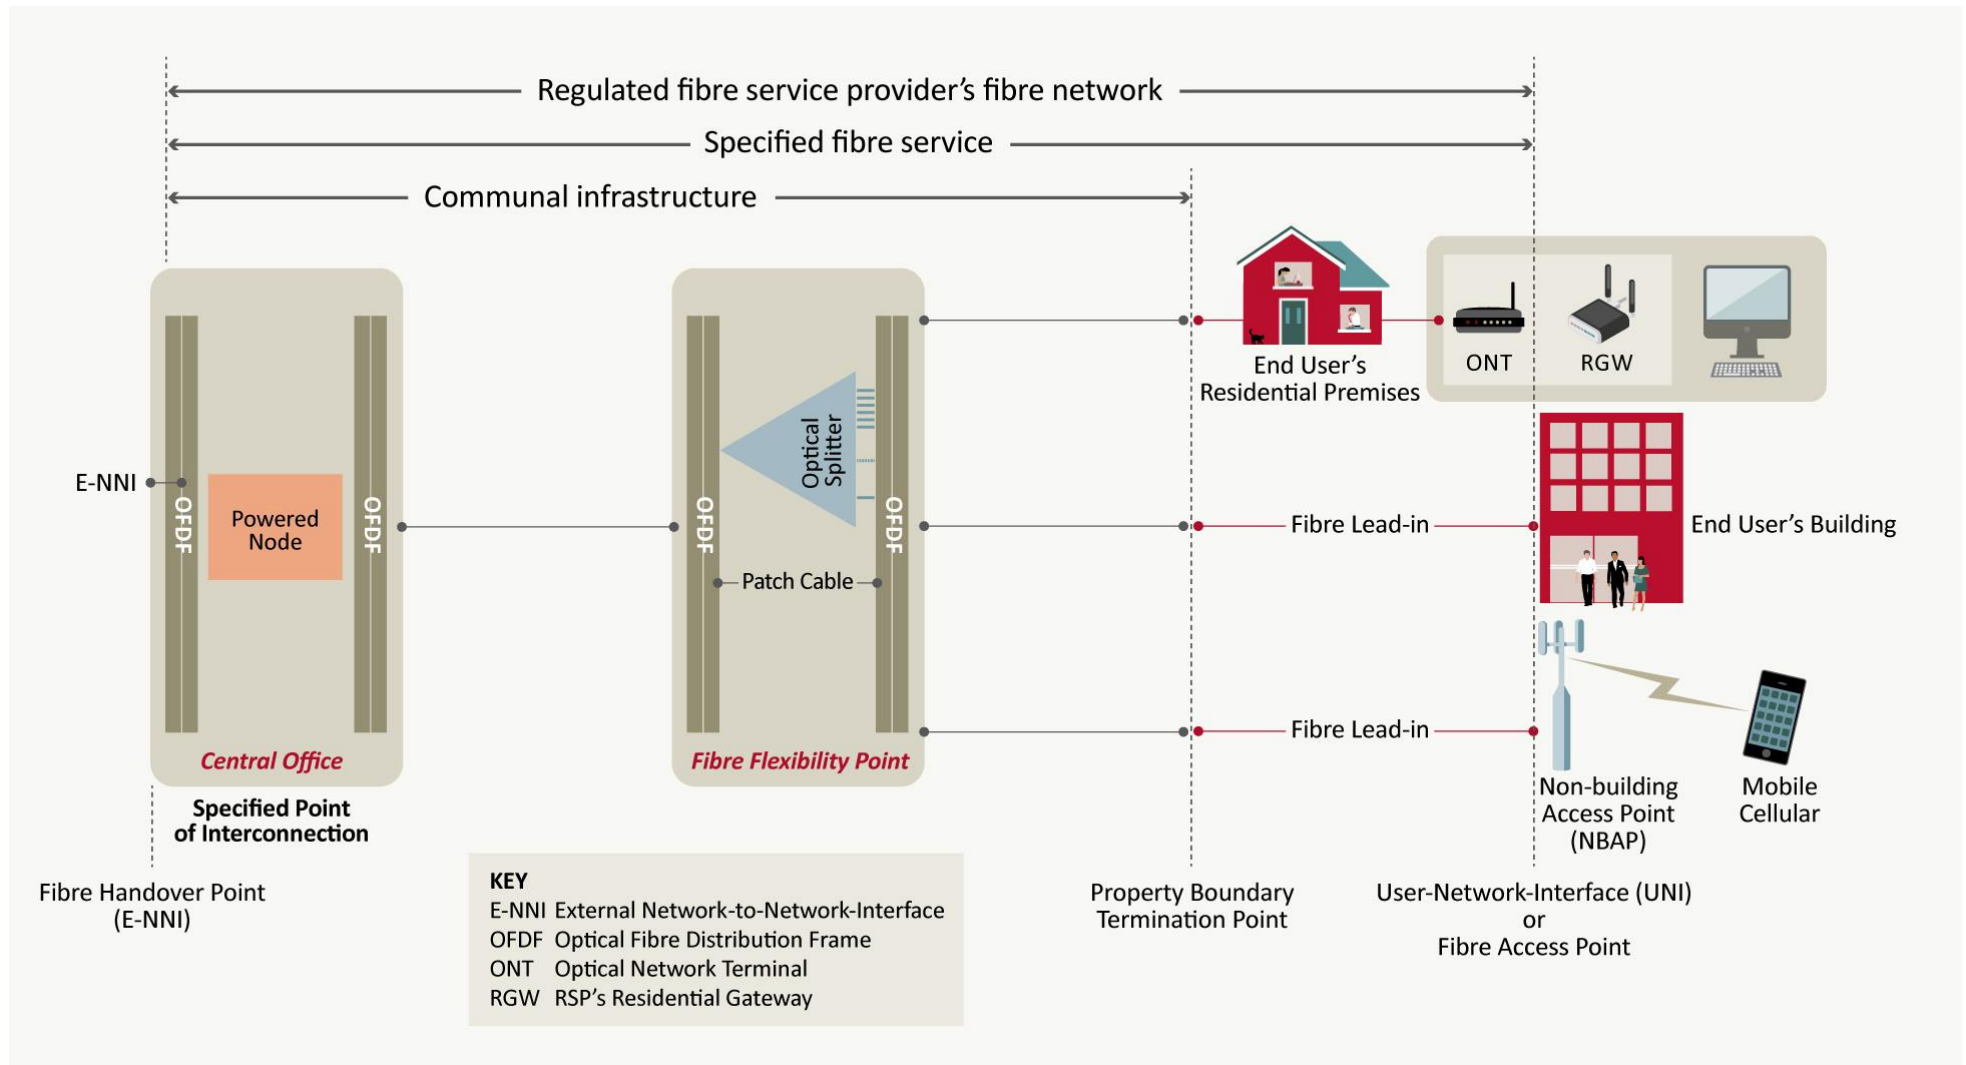 Regulated fibre service provider's fibre network
Specified fibre service
Communal infrastructure
E-NNI
OFDF
Powered
Node
OFDF
Central Office
Specified Point
of Interconnection
Fibre Handover Point
(E-NNI)
OFDF
Optical
Splitter
OFDF
Patch Cable
Fibre Flexibility Point
End User's
Residential Premises
ONT
RGW
Fibre Lead-in
End User's Building
Fibre Lead-in
Non-building
Access Point
(NBAP)
Mobile
Cellular
Property Boundary
Termination Point
User-Network-Interface (UNI)
or
Fibre Access Point
KEY
E-NNI External Network-to-Network-Interface
OFDF Optical Fibre Distribution Frame
ONT Optical Network Terminal
RGW RSP's Residential Gateway